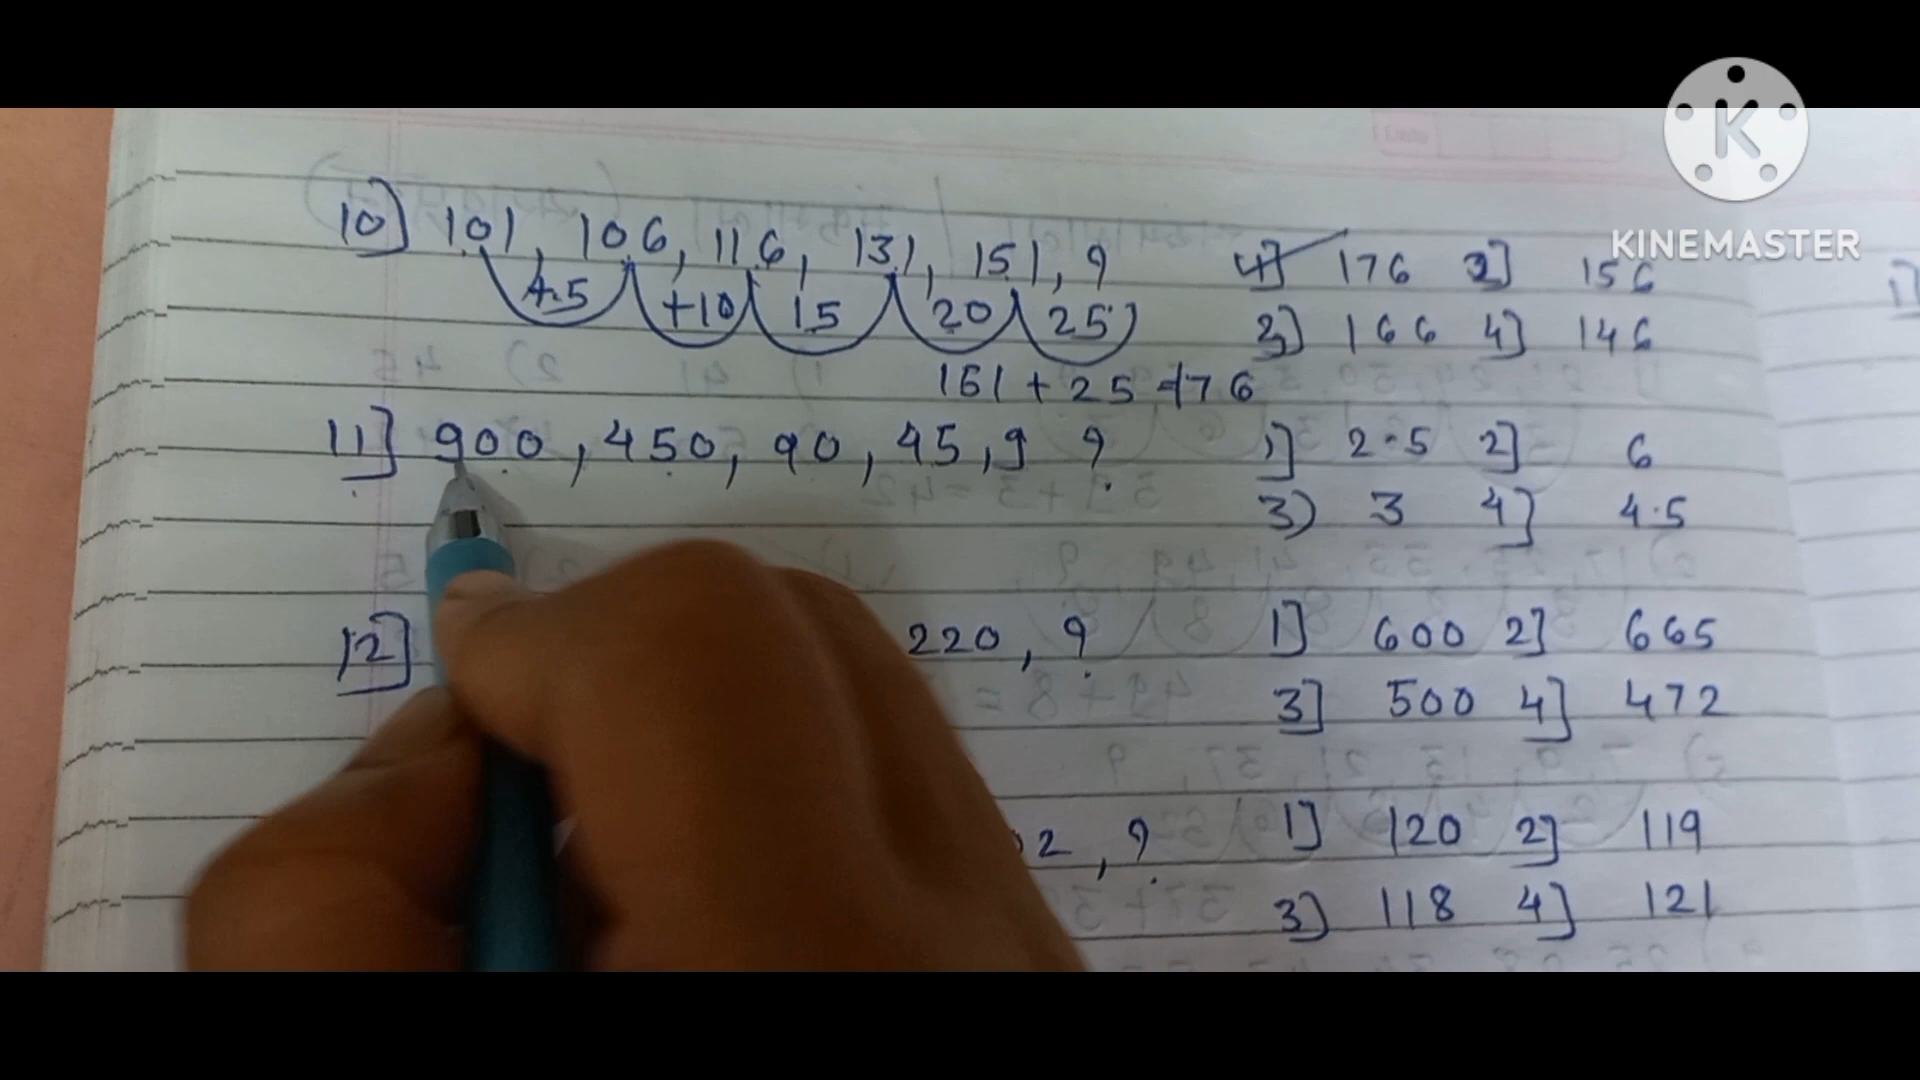 KINEMASTER
10] 101, 106, 116, 131, 151, ?
+5 +10 15 20 25
1] 176 2] 156
3] 166 4] 146
151 + 25 = 176
11] 900, 450, 90, 45, 9 ?
1] 2.5 2] 6
3) 3 4] 4.5
12] 220, ?
1] 600 2] 665
3] 500 4] 472
02, ?
1] 120 2] 119
3) 118 4] 121